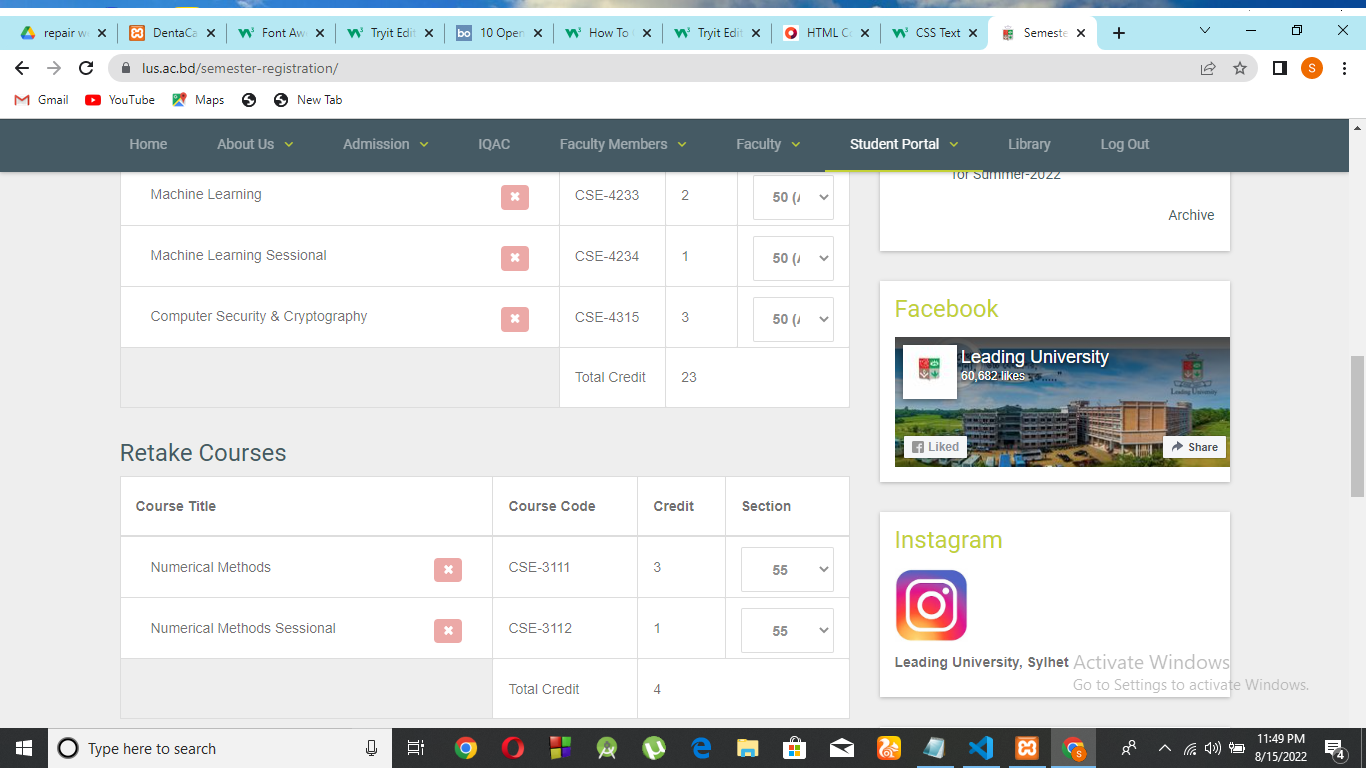 repair w
DentaCa
Font Aw
Tryit Edit
10 Open
How To
Tryit Edit
HTML C
CSS Text
Semeste
lus.ac.bd/semester-registration/
S
Gmail
YouTube
Maps
New Tab
Home
About Us
Admission
IQAC
Faculty Members
Faculty
Student Portal
Library
Log Out
Machine Learning CSE-4233 2 50 (A
Machine Learning Sessional CSE-4234 1 50 (A
Computer Security & Cryptography CSE-4315 3 50 (A
Total Credit 23
Retake Courses
Course Title Course Code Credit Section
Numerical Methods CSE-3111 3 55
Numerical Methods Sessional CSE-3112 1 55
Total Credit 4
for Summer-2022
Archive
Facebook
Leading University
60,682 likes
Leading University
Liked
Share
Instagram
Leading University, Sylhet
Activate Windows
Go to Settings to activate Windows.
Type here to search
11:49 PM
8/15/2022
4